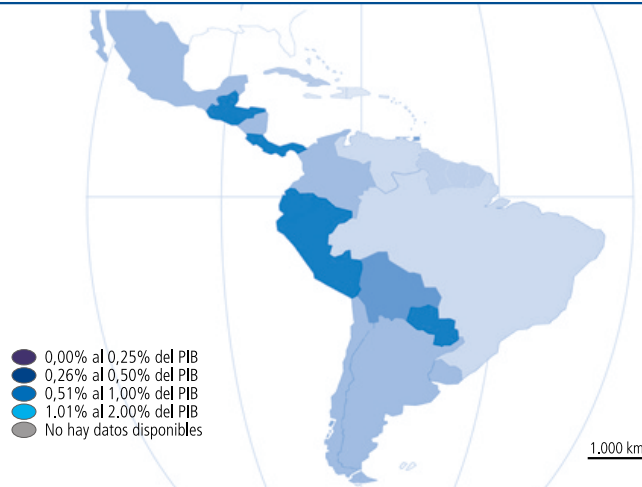 0,00% al 0,25% del PIB
0,26% al 0,50% del PIB
0,51% al 1,00% del PIB
1.01% al 2.00% del PIB
No hay datos disponibles
1.000 km